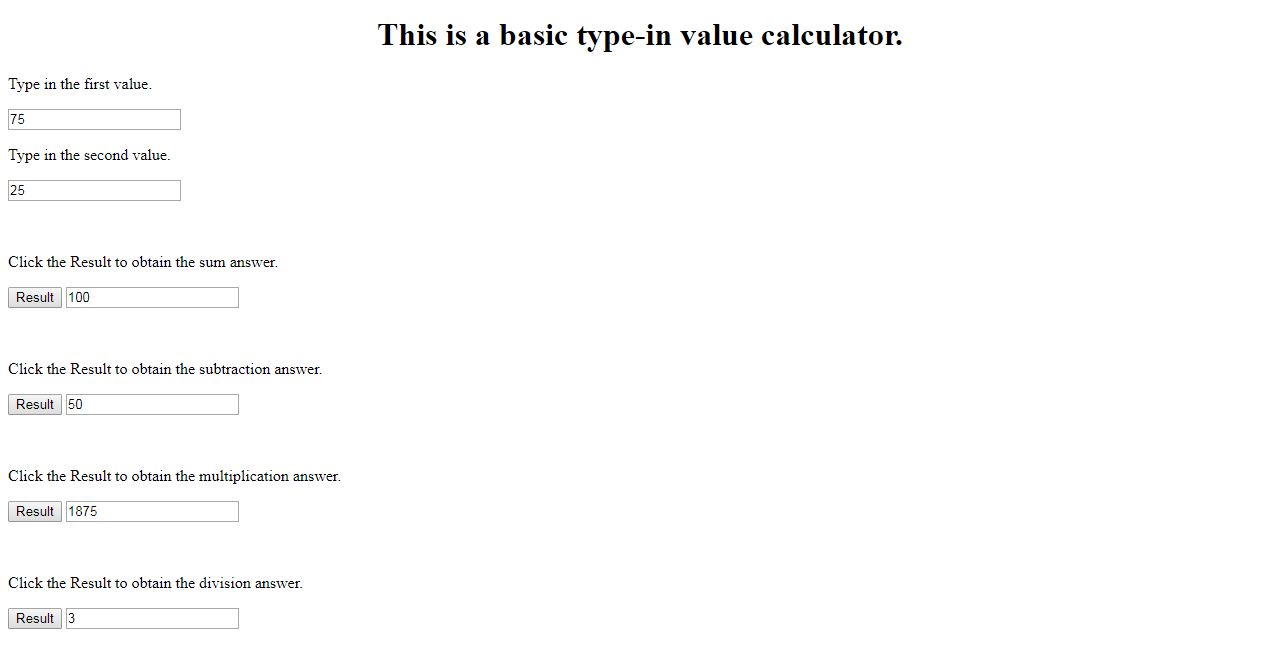 This is a basic type-in value calculator.
Type in the first value.
75
Type in the second value.
25
Click the Result to obtain the sum answer.
Result 100
Click the Result to obtain the subtraction answer.
Result 50
Click the Result to obtain the multiplication answer.
Result 1875
Click the Result to obtain the division answer.
Result 3